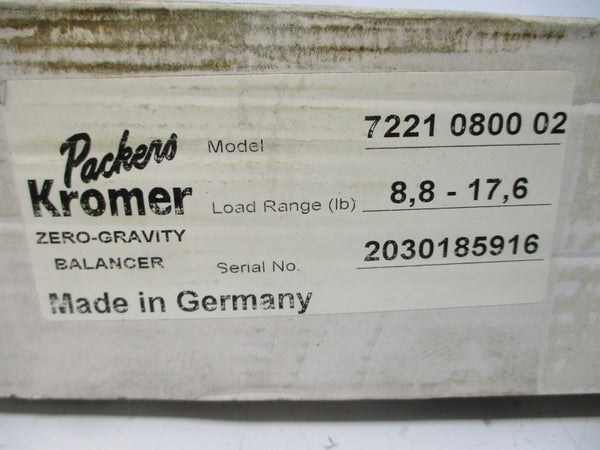 Packers
Kromer
ZERO-GRAVITY
BALANCER
Model 7221 0800 02
Load Range (lb) 8,8 - 17,6
Serial No. 2030185916
Made in Germany